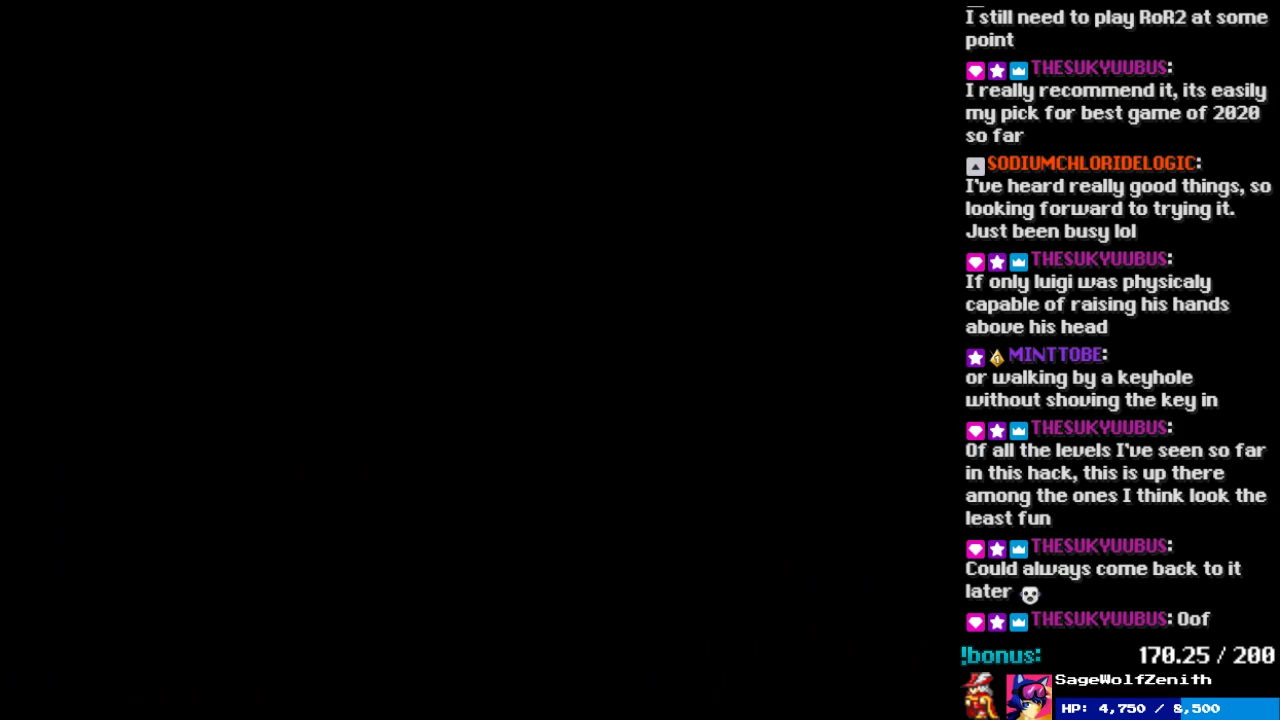 I still need to play RoR2 at some
point
THESUKYUUBUS:
I really recommend it, its easily
my pick for best game of 2020
so far
SODIUMCHLORIDELOGIC:
I've heard really good things, so
looking forward to trying it.
Just been busy lol
THESUKYUUBUS:
If only luigi was physicaly
capable of raising his hands
above his head
MINTTOBE:
or walking by a keyhole
without shoving the key in
THESUKYUUBUS:
Of all the levels I've seen so far
in this hack, this is up there
among the ones I think look the
least fun
THESUKYUUBUS:
Could always come back to it
later
THESUKYUUBUS: Oof
!bonus: 170.25 / 200
SageWolfZenith
HP: 4,750 / 8,500